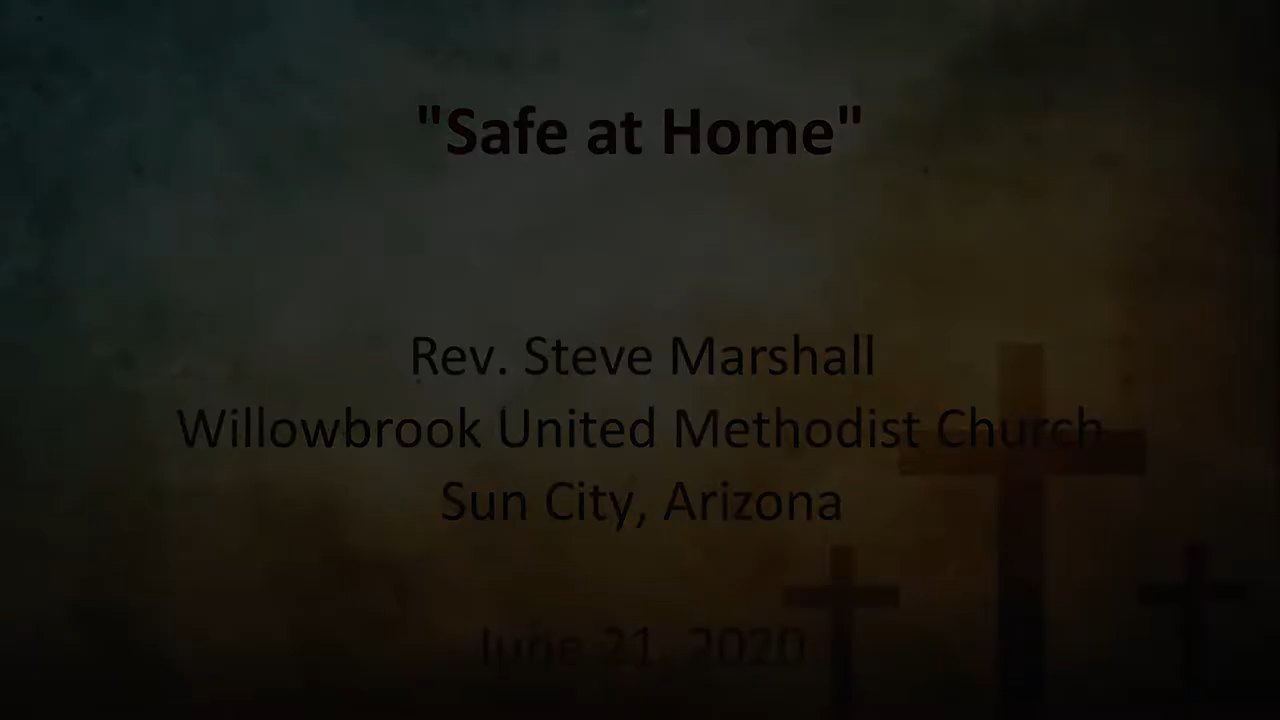 "Safe at Home"
Rev. Steve Marshall
Willowbrook United Methodist Church
Sun City, Arizona
June 21, 2020